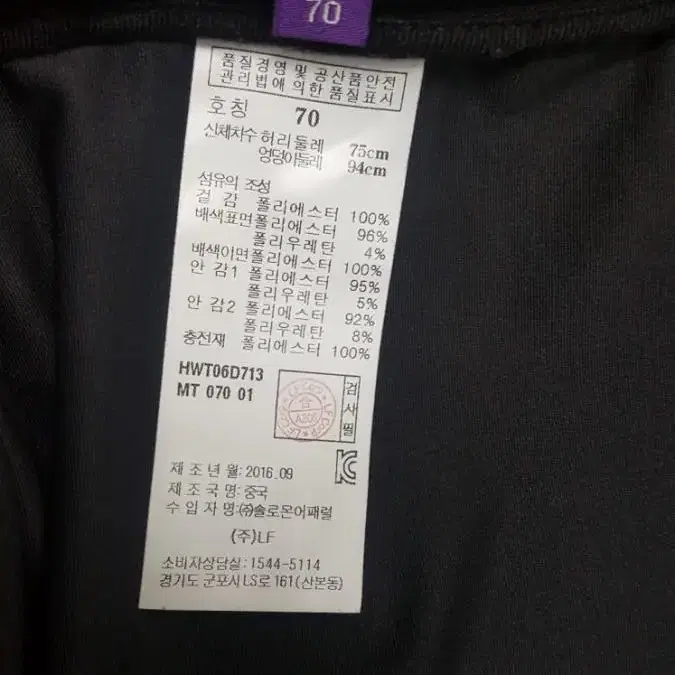 70
품질경영 및 공산품안전
관리법에 의한 품질표시
호칭 70
신체치수 허리둘레 75cm
엉덩이둘레 94cm
섬유의 조성
겉 감 폴리에스터 100%
배색표면폴리에스터 96%
폴리우레탄 4%
배색이면폴리에스터 100%
안 감1 폴리에스터 95%
폴리우레탄 5%
안 감2 폴리에스터 92%
폴리우레탄 8%
충전재 폴리에스터 100%
HWT06D713
MT 070 01
LF Corp
합
A206
LF Corp
검사필
제 조 년 월:2016.09
제 조 국 명:중국
수 입 자 명:㈜솔로몬어패럴
(주)LF
소비자상담실:1544-5114
경기도 군포시 LS로 161(산본동)